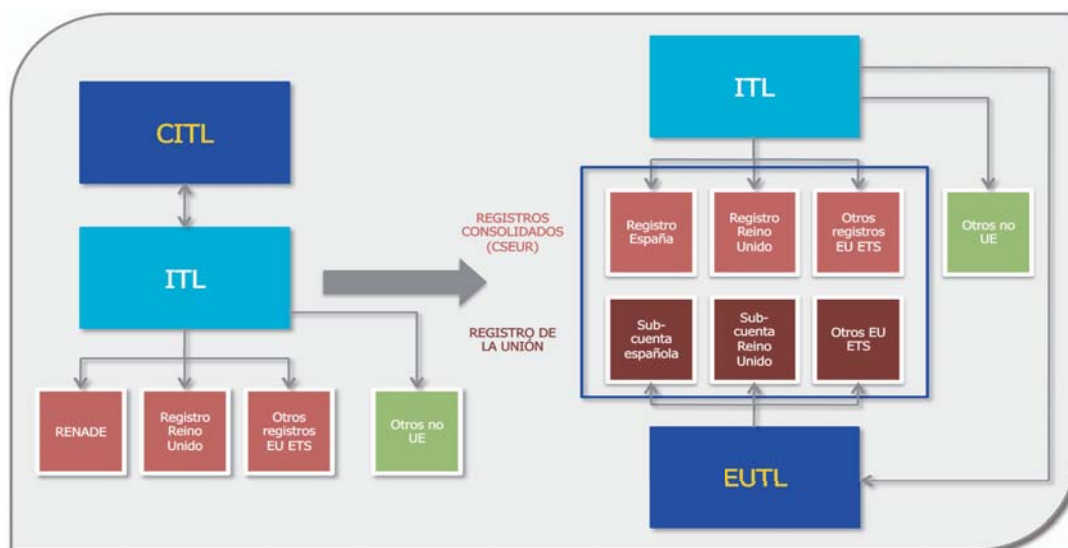 CITL
ITL
RENADE
Registro
Reino
Unido
Otros
registros
EU ETS
Otros no
UE
REGISTROS
CONSOLIDADOS
(CSEUR)
REGISTRO DE
LA UNIÓN
ITL
Registro
España
Registro
Reino
Unido
Otros
registros
EU ETS
Otros no
UE
Sub-
cuenta
española
Sub-
cuenta
Reino
Unido
Otros EU
ETS
EUTL